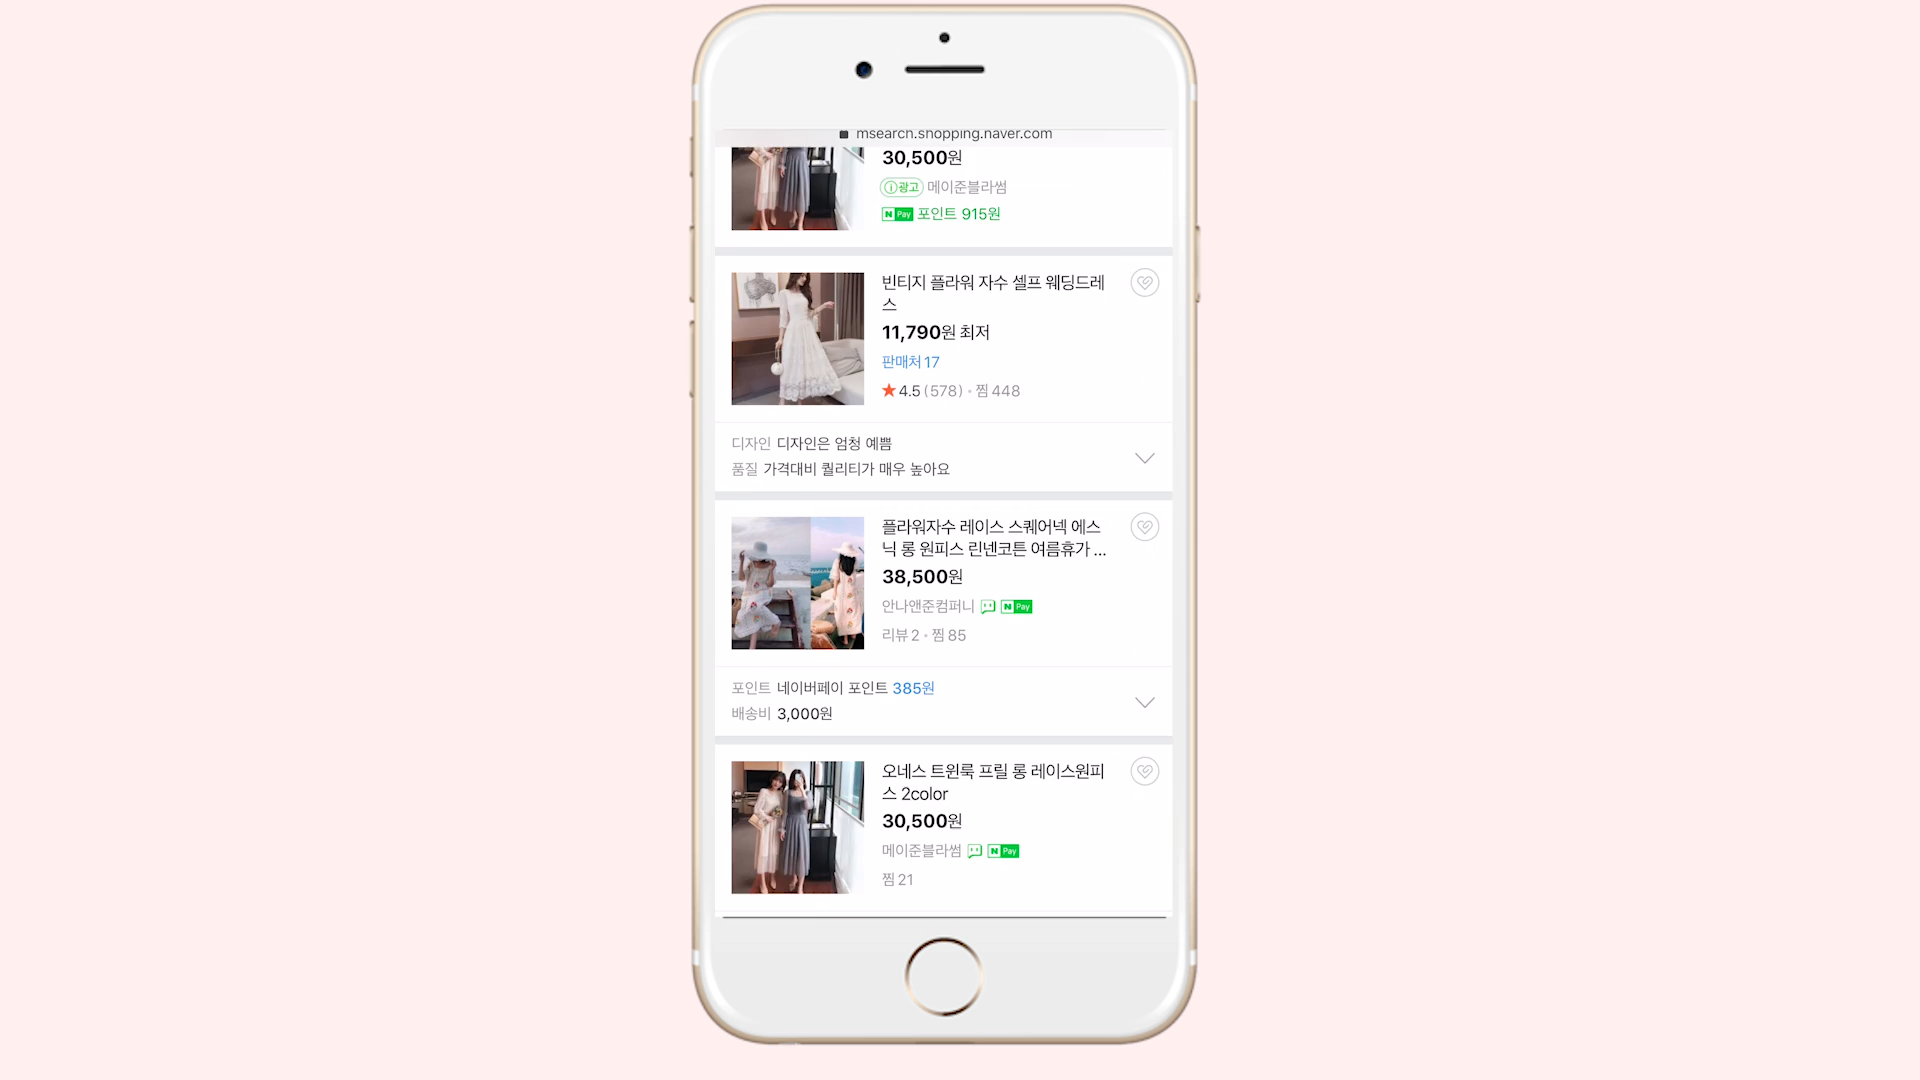 msearch.shopping.naver.com
30,500원
광고 메이준블라썸
N Pay 포인트 915원
빈티지 플라워 자수 셀프 웨딩드레
스
11,790원 최저
판매처 17
4.5 (578) · 찜 448
디자인 디자인은 엄청 예쁨
품질 가격대비 퀄리티가 매우 높아요
플라워자수 레이스 스퀘어넥 에스
닉 롱 원피스 린넨코튼 여름휴가 ...
38,500원
안나앤준컴퍼니 N Pay
리뷰 2 · 찜 85
포인트 네이버페이 포인트 385원
배송비 3,000원
오네스 트윈룩 프릴 롱 레이스원피
스 2color
30,500원
메이준블라썸 N Pay
찜 21